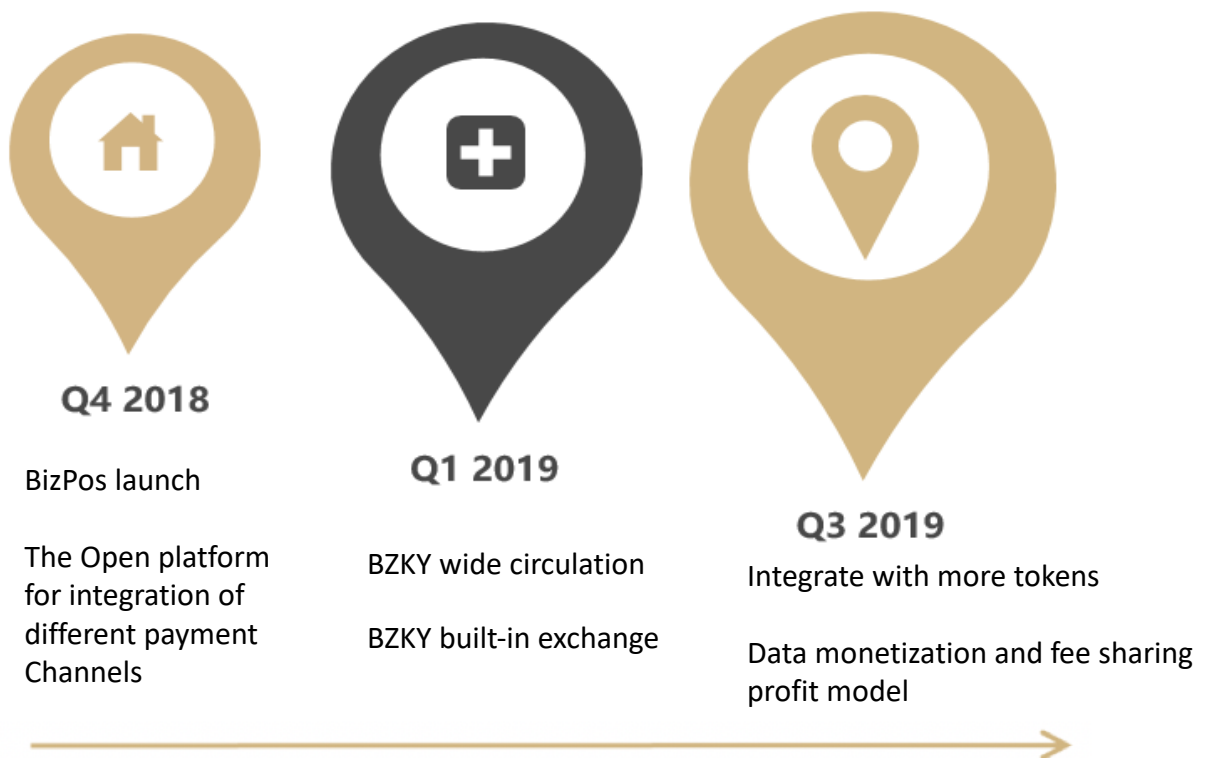 Q4 2018
BizPos launch
The Open platform
for integration of
different payment
Channels
Q1 2019
BZKY wide circulation
BZKY built-in exchange
Q3 2019
Integrate with more tokens
Data monetization and fee sharing
profit model